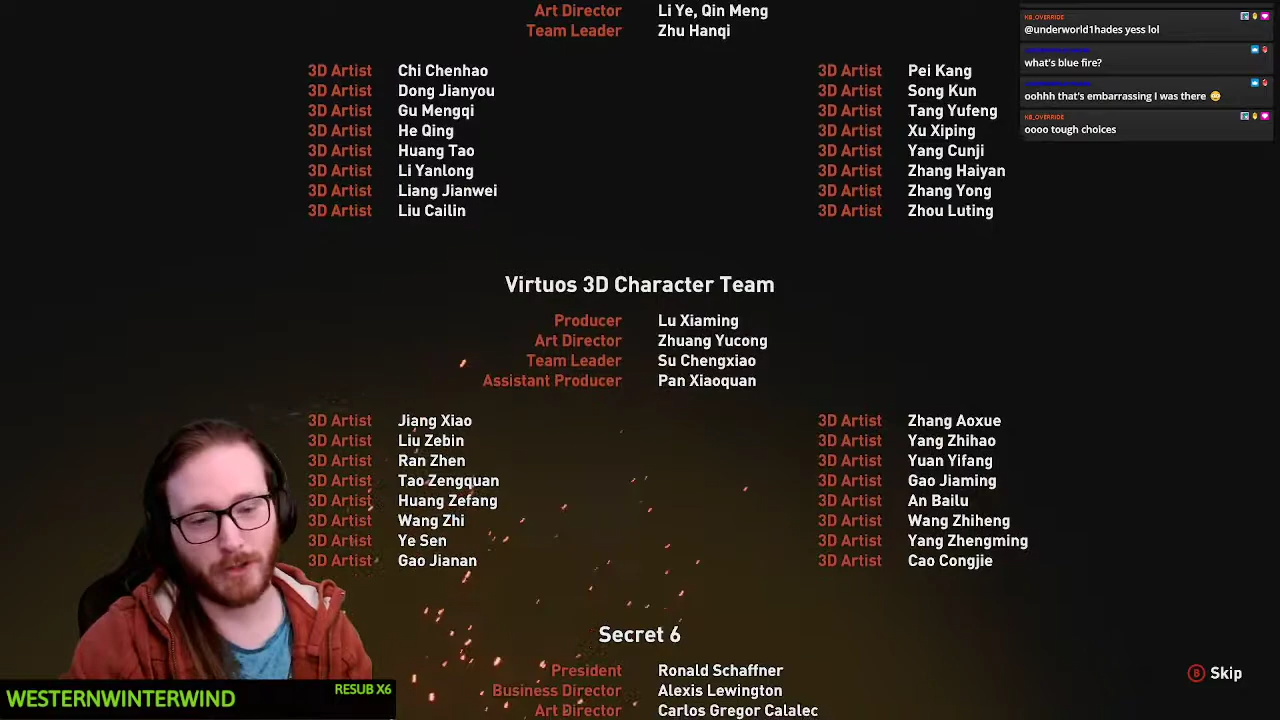 Art Director Li Ye, Qin Meng
Team Leader Zhu Hanqi
3D Artist Chi Chenhao 3D Artist Pei Kang
3D Artist Dong Jianyou 3D Artist Song Kun
3D Artist Gu Mengqi 3D Artist Tang Yufeng
3D Artist He Qing 3D Artist Xu Xiping
3D Artist Huang Tao 3D Artist Yang Cunji
3D Artist Li Yanlong 3D Artist Zhang Haiyan
3D Artist Liang Jianwei 3D Artist Zhang Yong
3D Artist Liu Cailin 3D Artist Zhou Luting
Virtuos 3D Character Team
Producer Lu Xiaming
Art Director Zhuang Yucong
Team Leader Su Chengxiao
Assistant Producer Pan Xiaoquan
3D Artist Jiang Xiao 3D Artist Zhang Aoxue
3D Artist Liu Zebin 3D Artist Yang Zhihao
3D Artist Ran Zhen 3D Artist Yuan Yifang
3D Artist Tao Zengquan 3D Artist Gao Jiaming
3D Artist Huang Zefang 3D Artist An Bailu
3D Artist Wang Zhi 3D Artist Wang Zhiheng
3D Artist Ye Sen 3D Artist Yang Zhengming
3D Artist Gao Jianan 3D Artist Cao Congjie
Secret 6
President Ronald Schaffner
Business Director Alexis Lewington
Art Director Carlos Gregor Calalec
KB_OVERRIDE
@underworld1hades yess lol
what's blue fire?
oohhh that's embarrassing I was there
KB_OVERRIDE
oooo tough choices
B Skip
WESTERNWINTERWIND RESUB X6